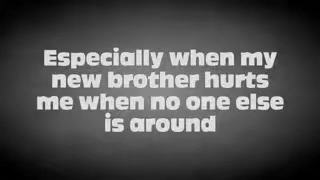 Especially when my
new brother hurts
me when no one else
is around